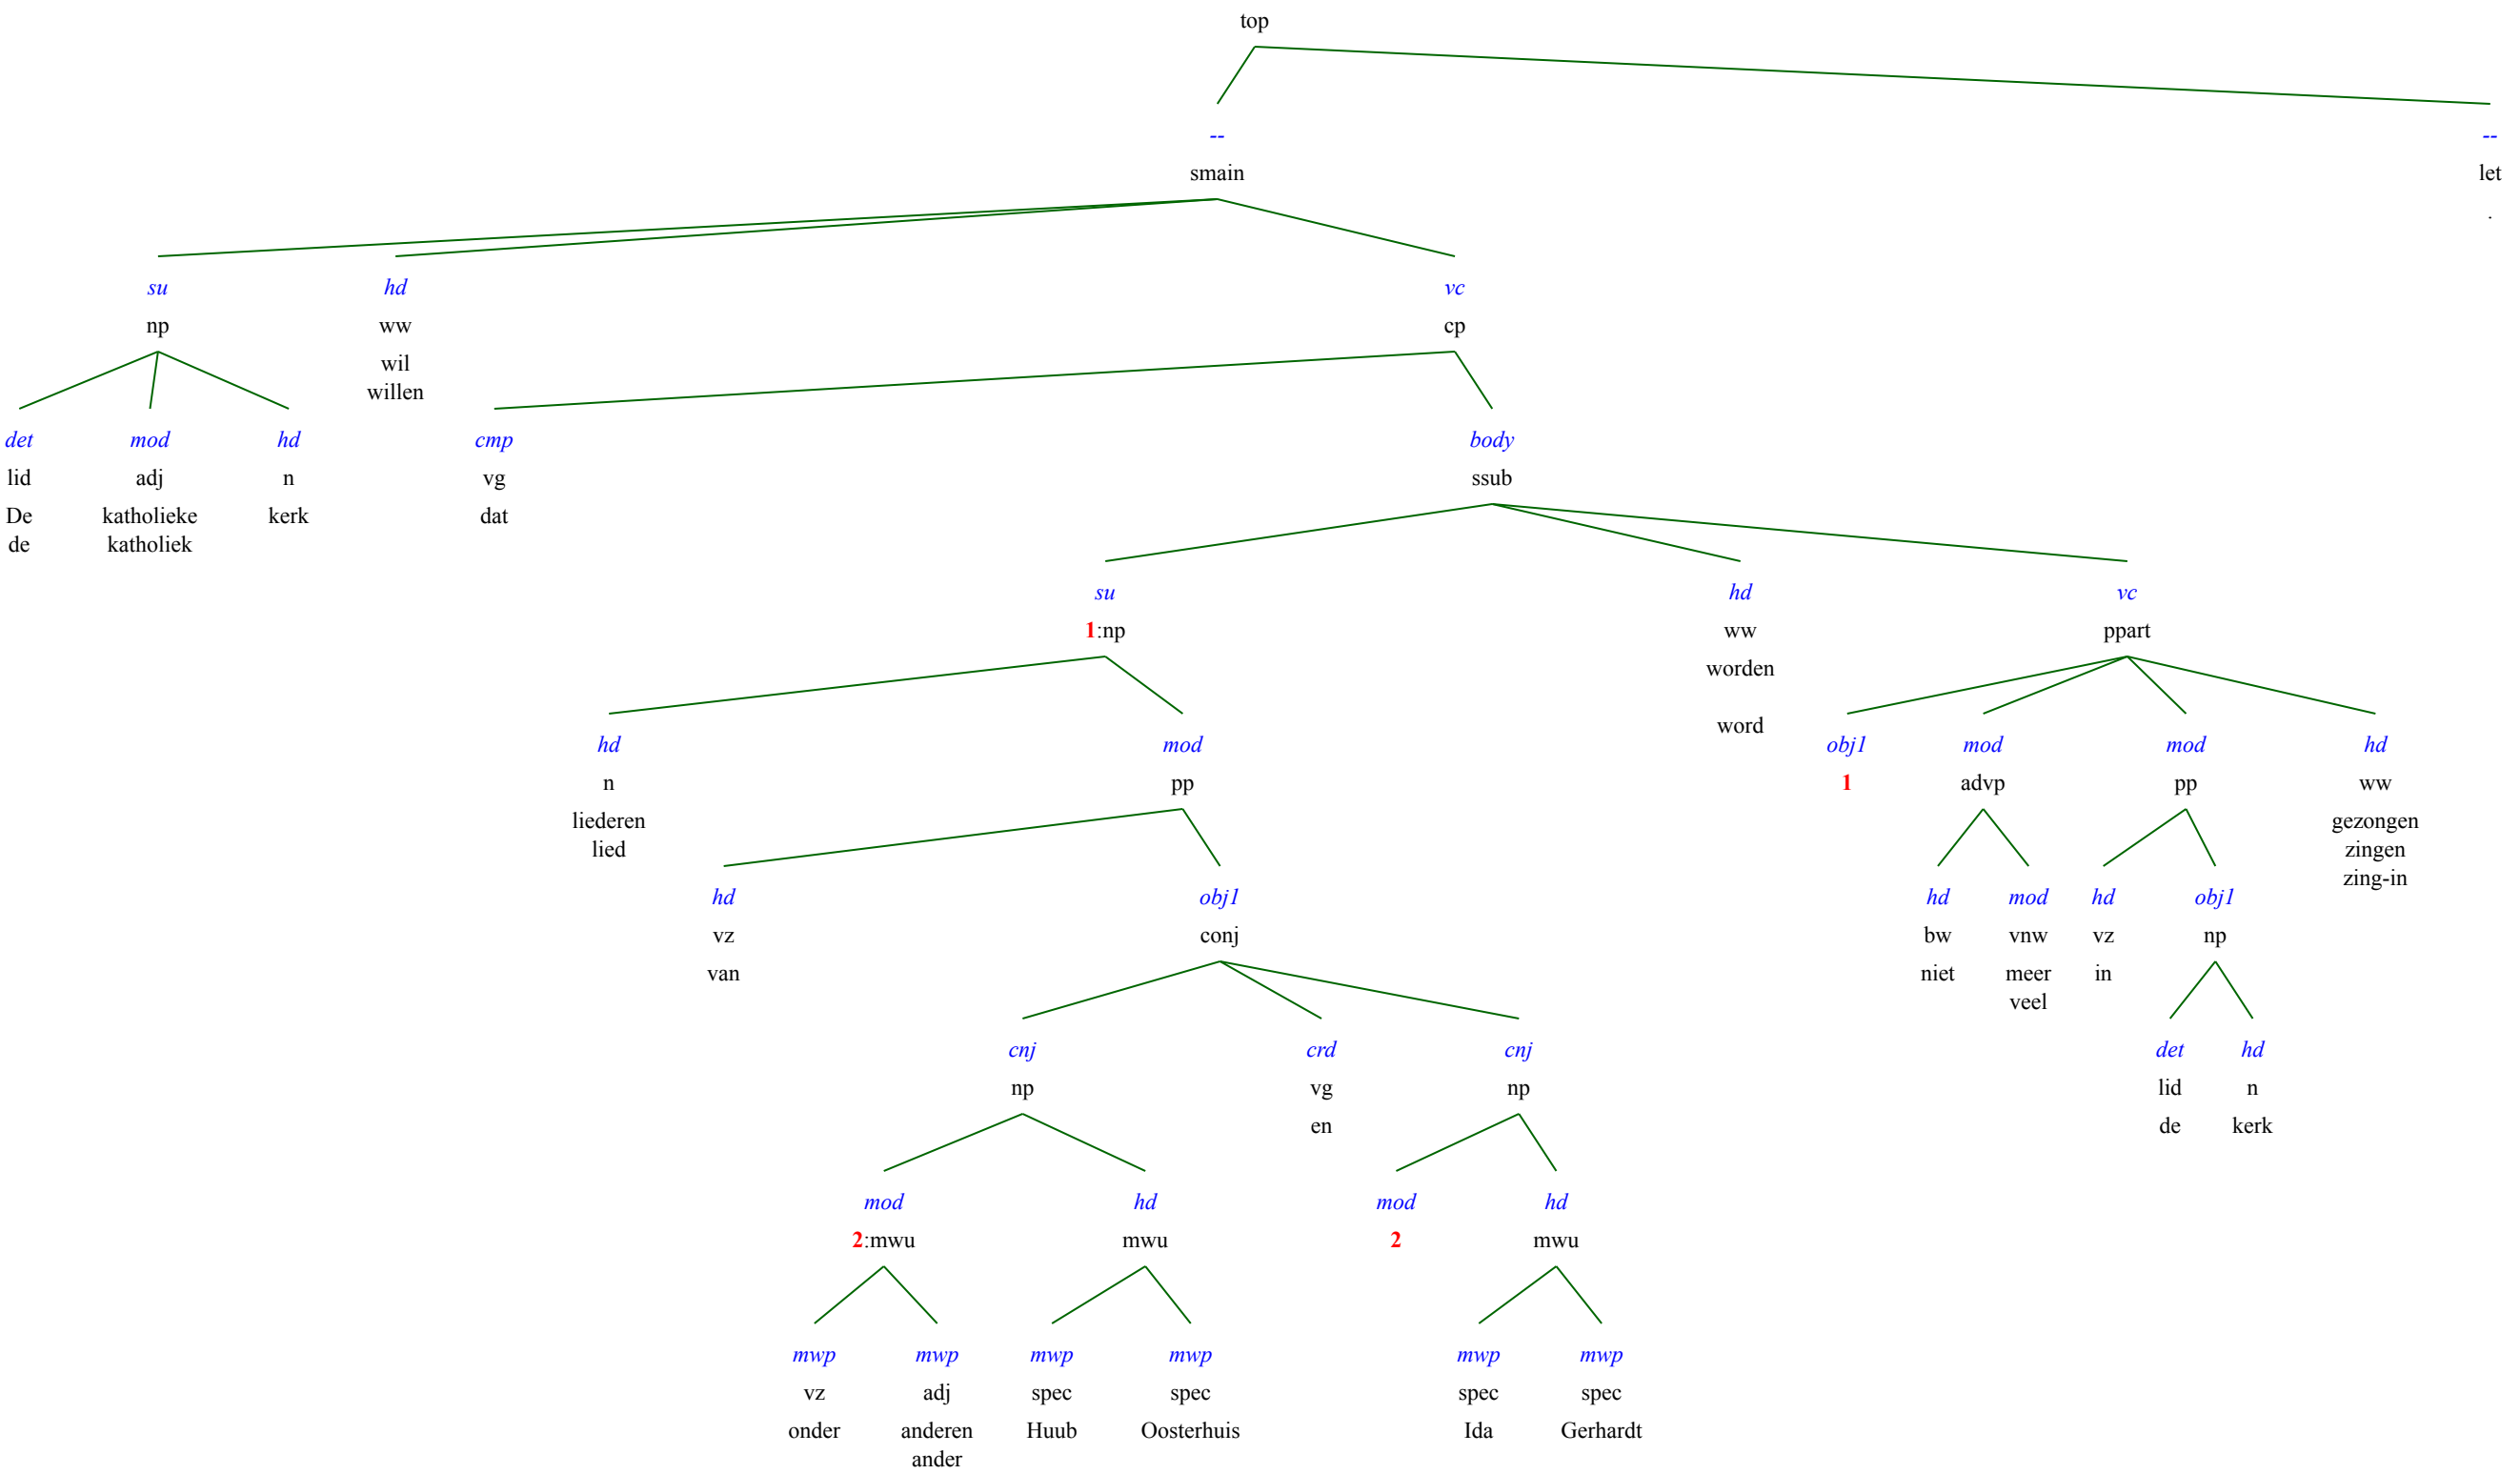 top
-- --
smain let
.
su hd vc
np ww cp
wil
willen
det mod hd cmp body
lid adj n vg ssub
De katholieke kerk dat
de katholiek
su hd vc
1:np ww ppart
worden
word
hd mod obj1 mod mod hd
n pp 1 advp pp ww
liederen gezongen
lied zingen
zing-in
hd obj1 hd mod hd obj1
vz conj bw vnw vz np
van niet meer in
veel
cnj crd cnj det hd
np vg np lid n
en de kerk
mod hd mod hd
2:mwu mwu 2 mwu
mwp mwp mwp mwp mwp mwp
vz adj spec spec spec spec
onder anderen Huub Oosterhuis Ida Gerhardt
ander